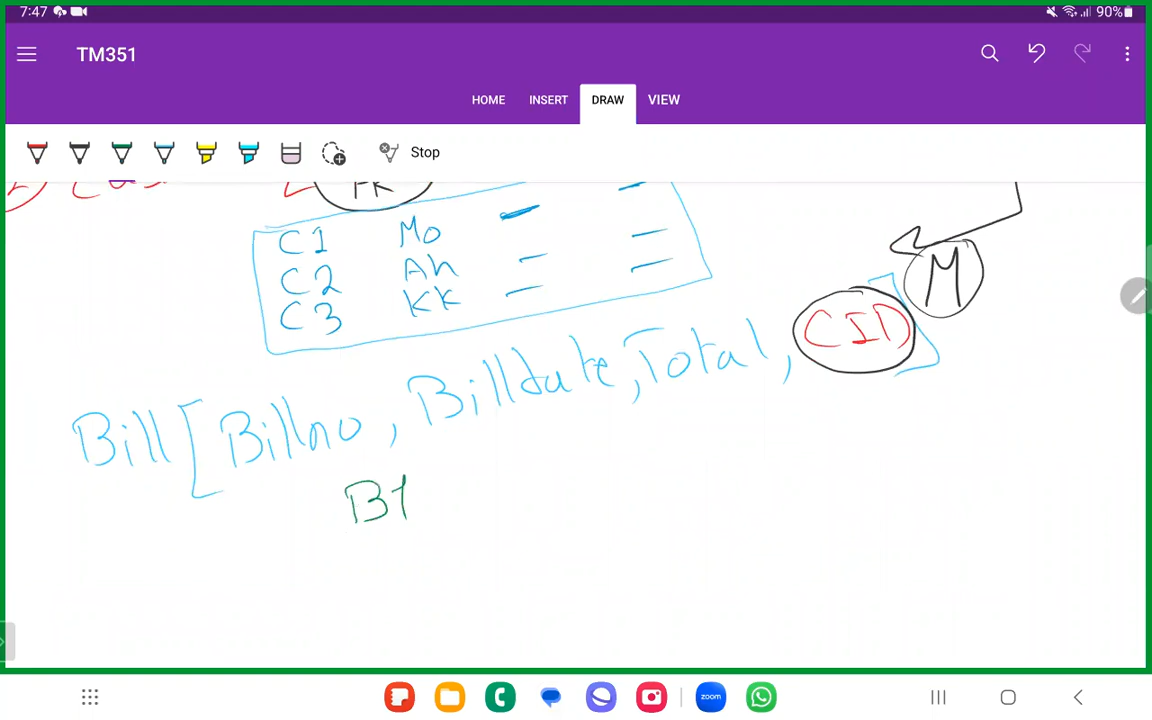 7:47 90%
TM351
HOME INSERT DRAW VIEW
Stop
PK
C1 Mo
C2 Ah
C3 KK
M
Bill [Billno, Billdate, Total, CID]
B1
zoom